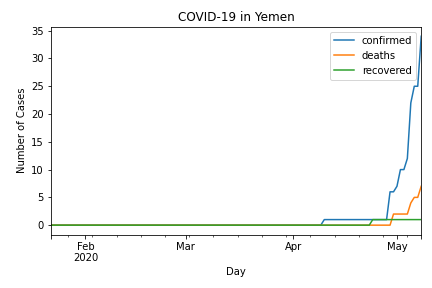 COVID-19 in Yemen
confirmed
deaths
recovered
Number of Cases
35
30
25
20
15
10
5
0
Feb
2020
Mar
Apr
May
Day